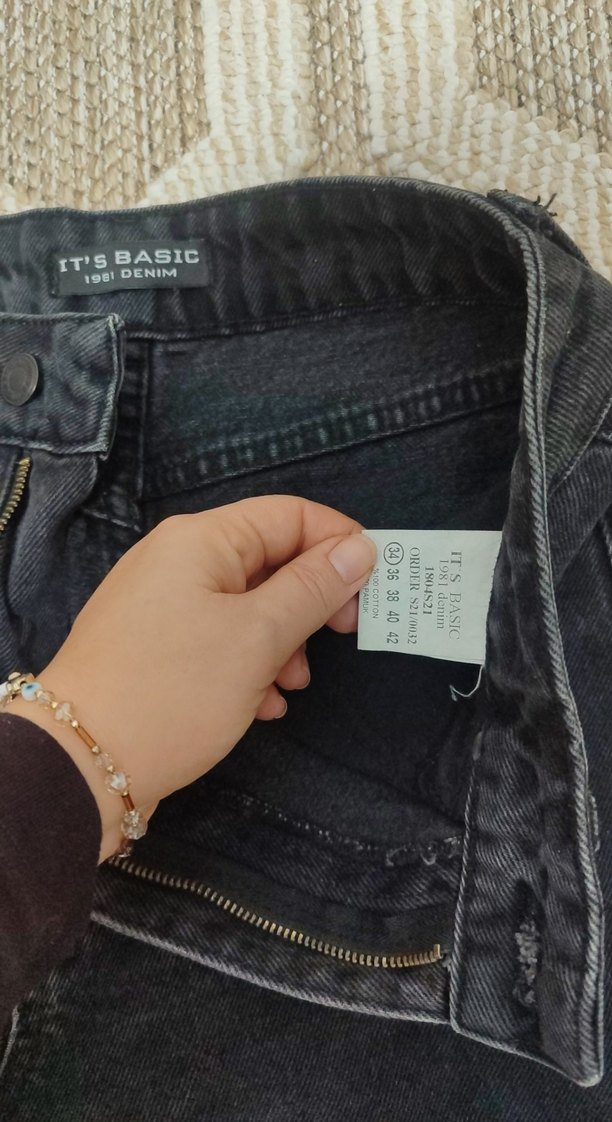 IT'S BASIC
1981 DENIM
IT'S BASIC
1981 denim
1804S21
ORDER S21/0032
34 36 38 40 42
%100 COTTON
PAMUK